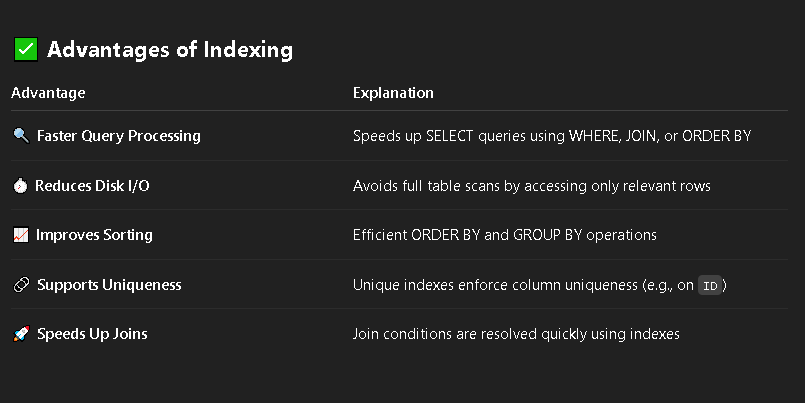 ✅ Advantages of Indexing
Advantage Explanation
🔍 Faster Query Processing Speeds up SELECT queries using WHERE, JOIN, or ORDER BY
⏱️ Reduces Disk I/O Avoids full table scans by accessing only relevant rows
📈 Improves Sorting Efficient ORDER BY and GROUP BY operations
🔗 Supports Uniqueness Unique indexes enforce column uniqueness (e.g., on ID)
🚀 Speeds Up Joins Join conditions are resolved quickly using indexes